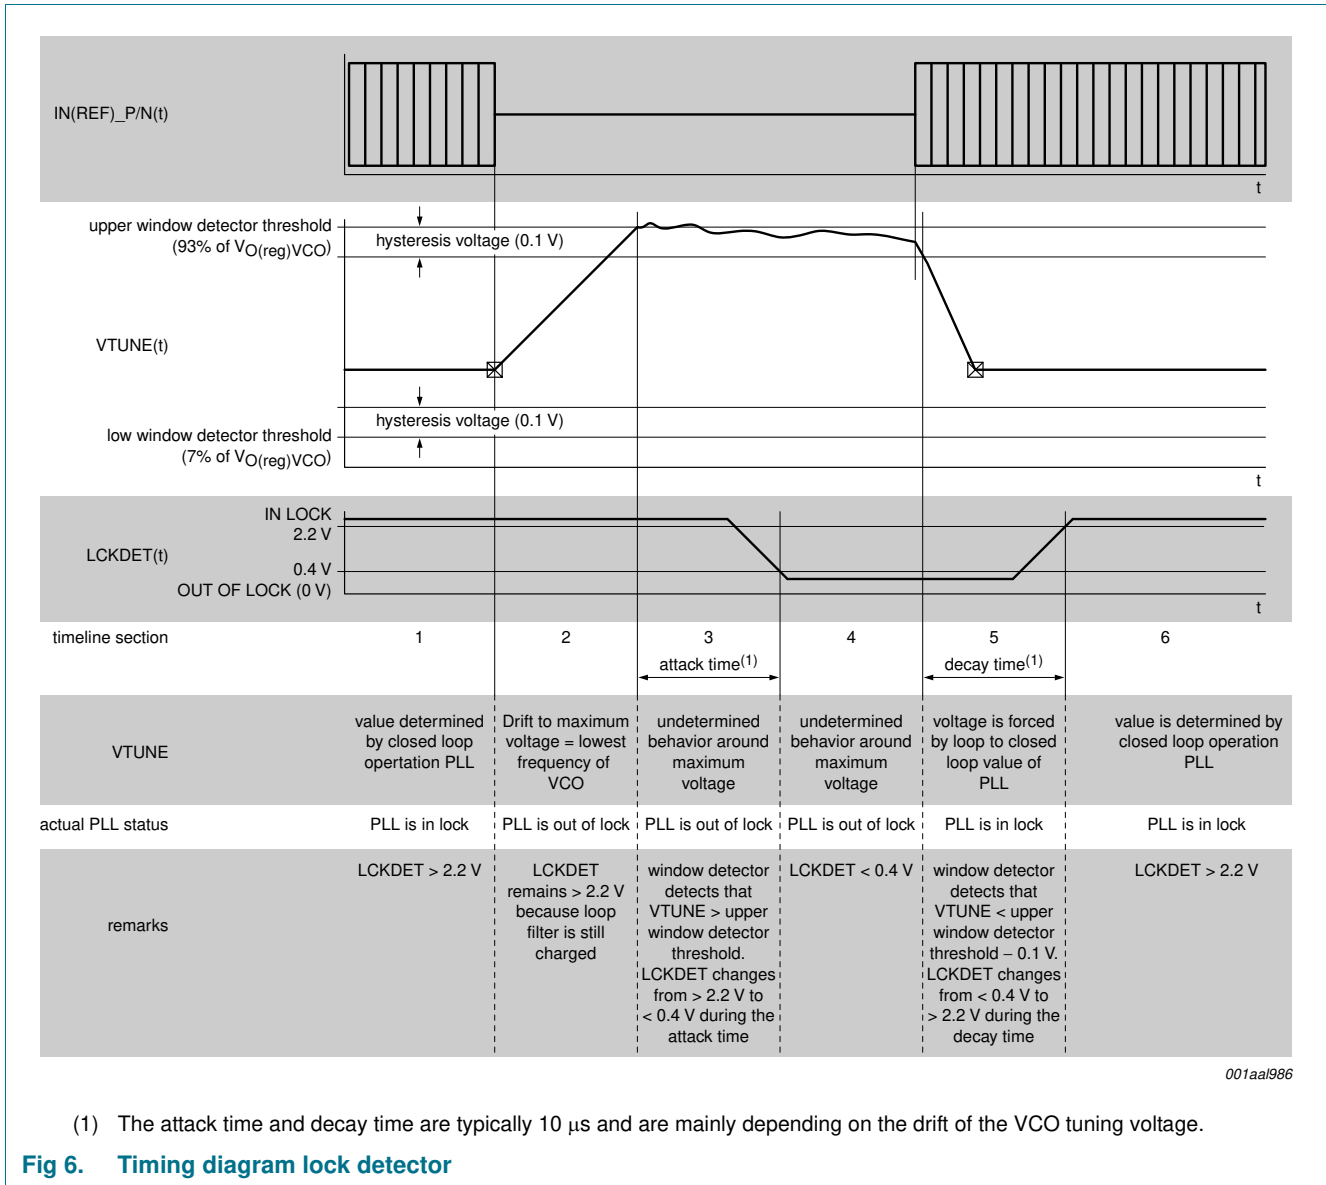 IN(REF)_P/N(t)
t
upper window detector threshold
(93% of VO(reg)VCO)
hysteresis voltage (0.1 V)
VTUNE(t)
hysteresis voltage (0.1 V)
low window detector threshold
(7% of VO(reg)VCO)
t
IN LOCK
2.2 V
LCKDET(t)
0.4 V
OUT OF LOCK (0 V)
t
timeline section
1
2
3
4
5
6
attack time(1)
decay time(1)
VTUNE
value determined
by closed loop
opertation PLL
Drift to maximum
voltage = lowest
frequency of
VCO
undetermined
behavior around
maximum
voltage
undetermined
behavior around
maximum
voltage
voltage is forced
by loop to closed
loop value of
PLL
value is determined by
closed loop operation
PLL
actual PLL status
PLL is in lock
PLL is out of lock
PLL is out of lock
PLL is out of lock
PLL is in lock
PLL is in lock
remarks
LCKDET > 2.2 V
LCKDET
remains > 2.2 V
because loop
filter is still
charged
window detector
detects that
VTUNE > upper
window detector
threshold.
LCKDET changes
from > 2.2 V to
< 0.4 V during the
attack time
LCKDET < 0.4 V
window detector
detects that
VTUNE < upper
window detector
threshold − 0.1 V.
LCKDET changes
from < 0.4 V to
> 2.2 V during the
decay time
LCKDET > 2.2 V
001aal986
(1) The attack time and decay time are typically 10 μs and are mainly depending on the drift of the VCO tuning voltage.
Fig 6. Timing diagram lock detector